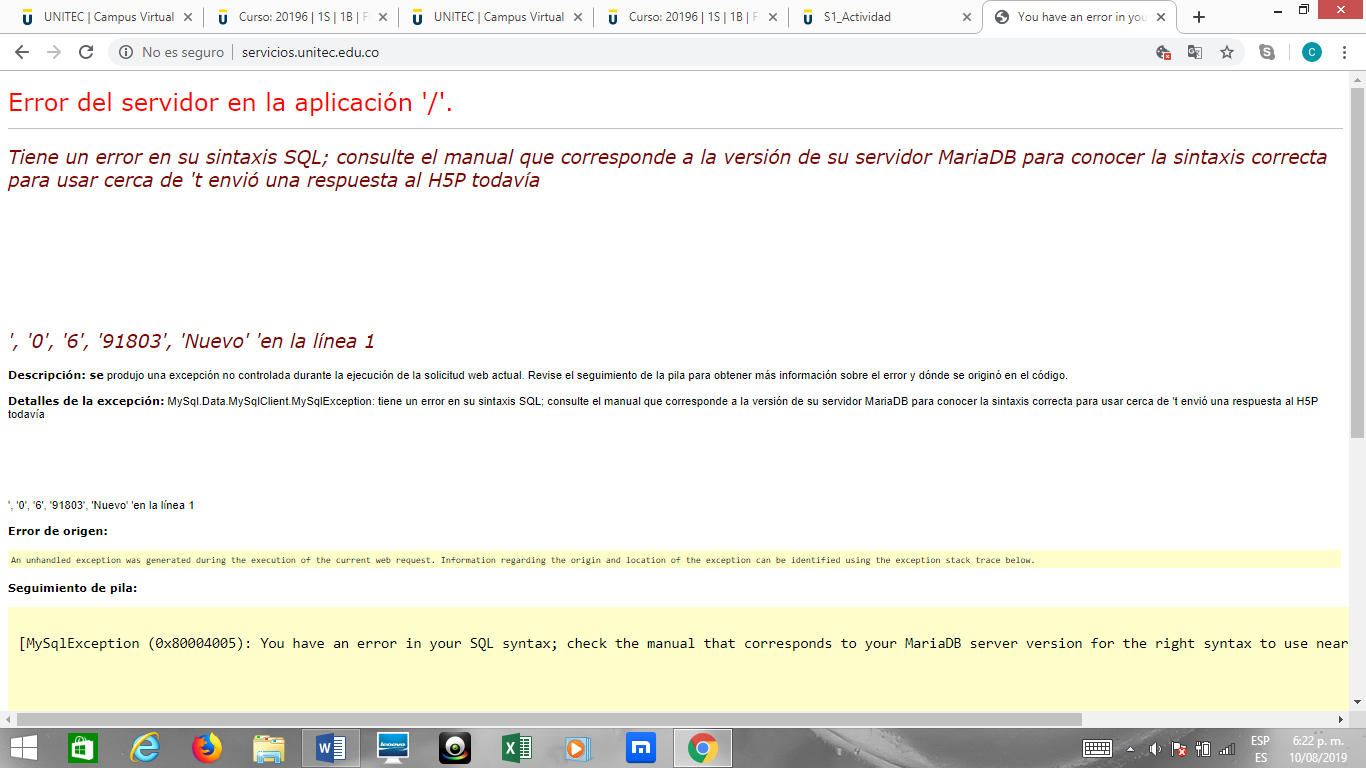 UNITEC | Campus Virtual
Curso: 20196 | 1S | 1B | F
UNITEC | Campus Virtual
Curso: 20196 | 1S | 1B | F
S1_Actividad
You have an error in you
No es seguro | servicios.unitec.edu.co
C
Error del servidor en la aplicación '/'.
Tiene un error en su sintaxis SQL; consulte el manual que corresponde a la versión de su servidor MariaDB para conocer la sintaxis correcta
para usar cerca de 't envió una respuesta al H5P todavía
', '0', '6', '91803', 'Nuevo' 'en la línea 1
Descripción: se produjo una excepción no controlada durante la ejecución de la solicitud web actual. Revise el seguimiento de la pila para obtener más información sobre el error y dónde se originó en el código.
Detalles de la excepción: MySql.Data.MySqlClient.MySqlException: tiene un error en su sintaxis SQL; consulte el manual que corresponde a la versión de su servidor MariaDB para conocer la sintaxis correcta para usar cerca de 't envió una respuesta al H5P
todavía
', '0', '6', '91803', 'Nuevo' 'en la línea 1
Error de origen:
An unhandled exception was generated during the execution of the current web request. Information regarding the origin and location of the exception can be identified using the exception stack trace below.
Seguimiento de pila:
[MySqlException (0x80004005): You have an error in your SQL syntax; check the manual that corresponds to your MariaDB server version for the right syntax to use near
lenovo
m
ESP
ES
6:22 p. m.
10/08/2019